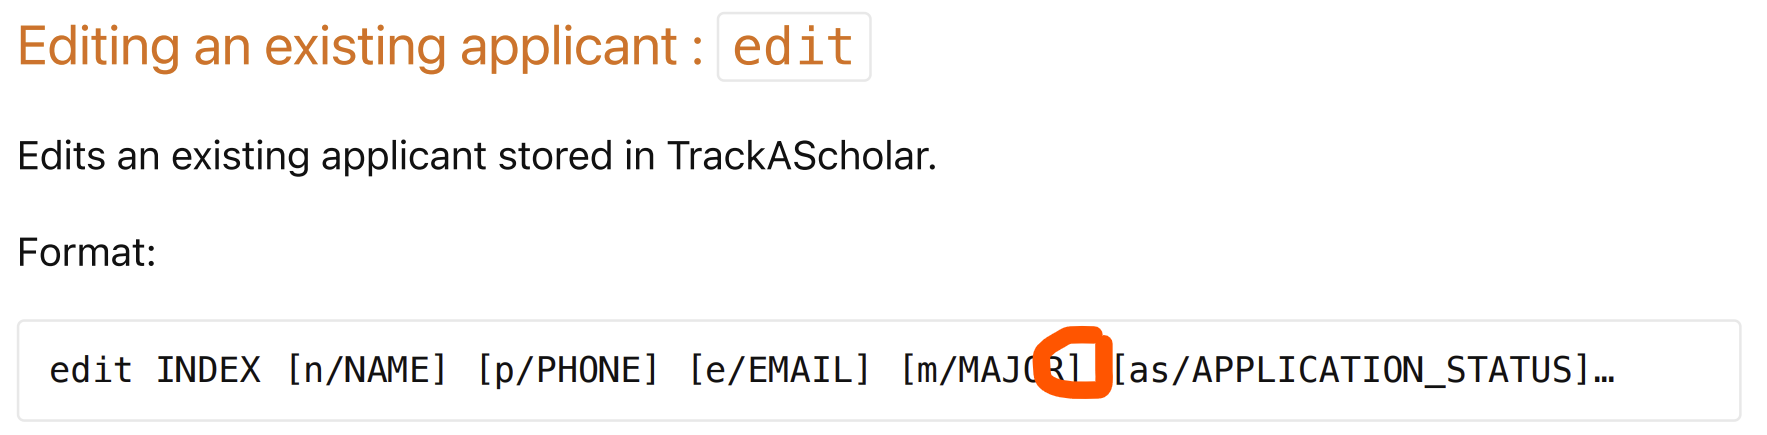 Editing an existing applicant : edit
Edits an existing applicant stored in TrackAScholar.
Format:
edit INDEX [n/NAME] [p/PHONE] [e/EMAIL] [m/MAJOR] [as/APPLICATION_STATUS]…